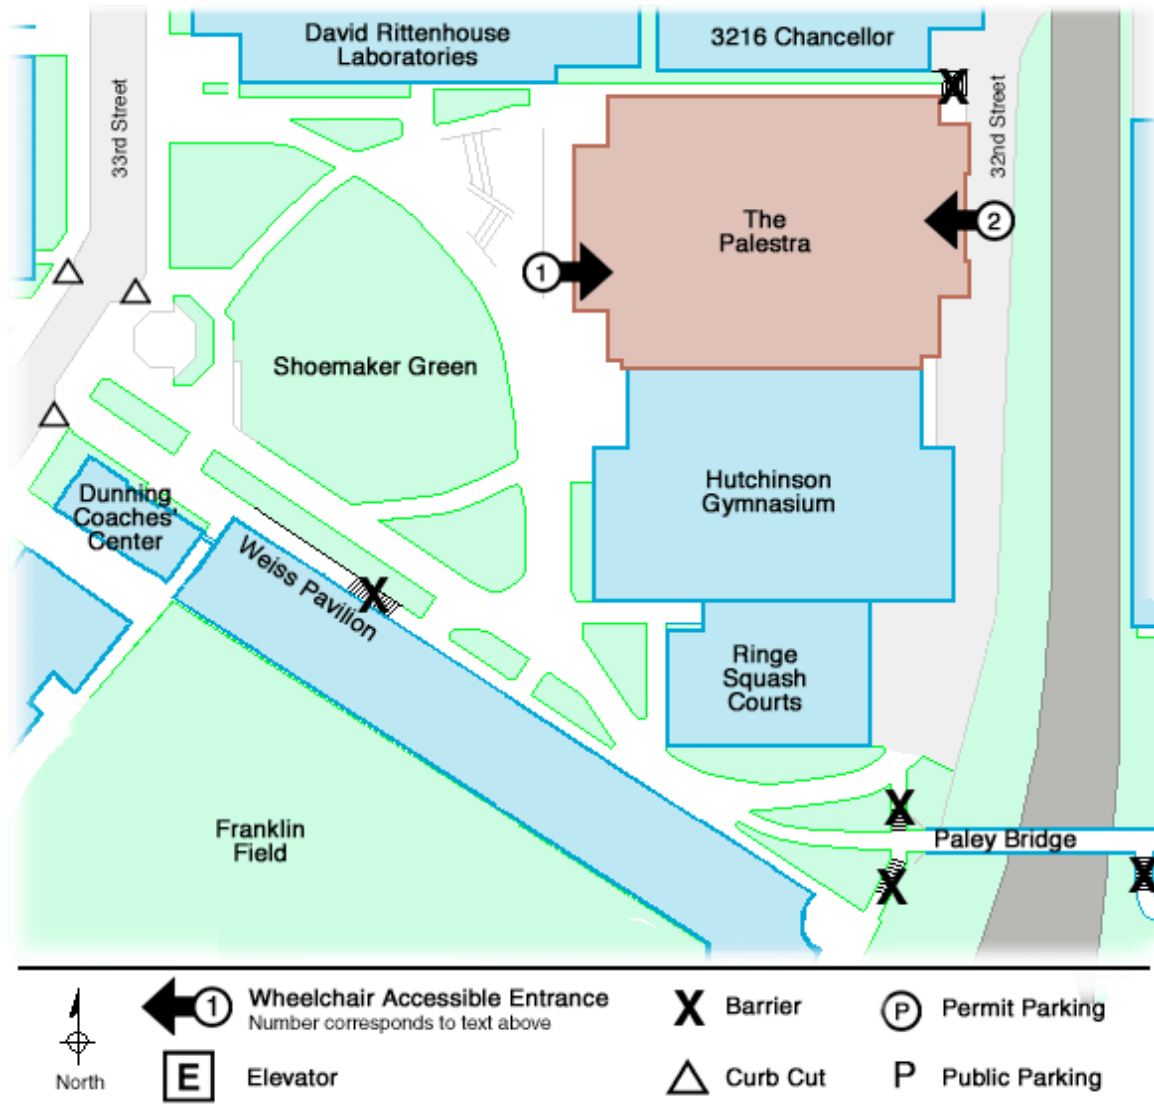 David Rittenhouse
Laboratories
3216 Chancellor
X
33rd Street
32nd Street
The
Palestra
2
1
Shoemaker Green
Hutchinson
Gymnasium
Dunning
Coaches'
Center
Weiss Pavilion
X
Ringe
Squash
Courts
X
Franklin
Field
Paley Bridge
X
X
1
Wheelchair Accessible Entrance
Number corresponds to text above
X
Barrier
P
Permit Parking
North
E
Elevator
Curb Cut
P
Public Parking